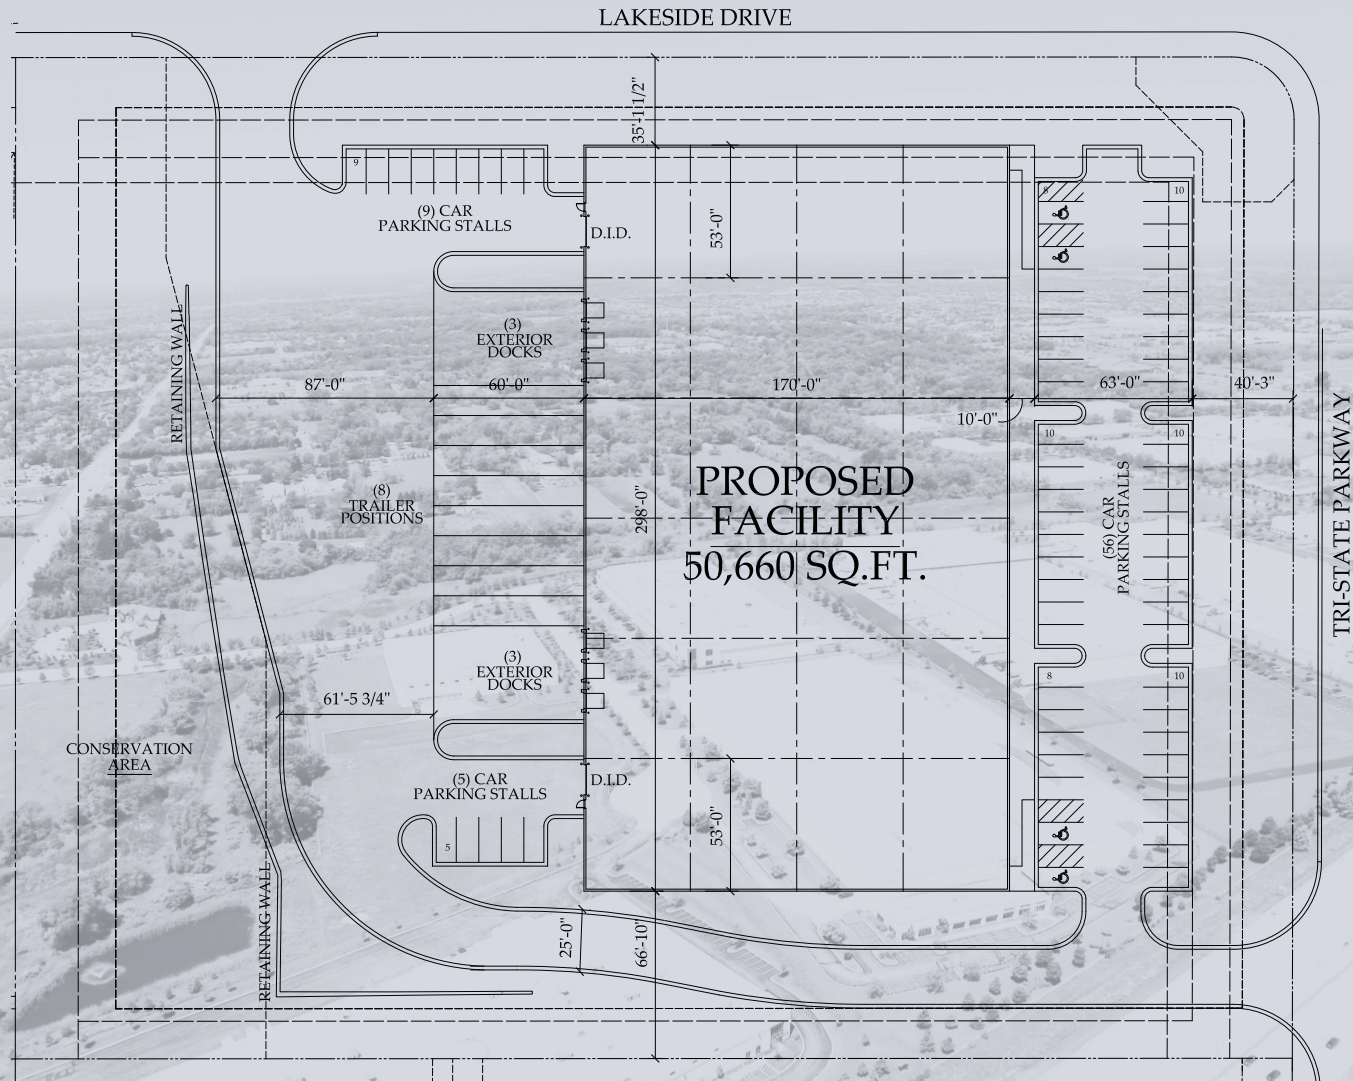 LAKESIDE DRIVE
35'-1 1/2"
9
(9) CAR
PARKING STALLS
D.I.D.
53'-0"
8
10
RETAINING WALL
(3)
EXTERIOR
DOCKS
87'-0"
60'-0"
170'-0"
10'-0"
63'-0"
40'-3"
TRI-STATE PARKWAY
10
10
(8)
TRAILER
POSITIONS
298'-0"
PROPOSED
FACILITY
50,660 SQ.FT.
(56) CAR
PARKING STALLS
(3)
EXTERIOR
DOCKS
8
10
61'-5 3/4"
CONSERVATION
AREA
(5) CAR
PARKING STALLS
D.I.D.
53'-0"
5
RETAINING WALL
25'-0"
66'-10"